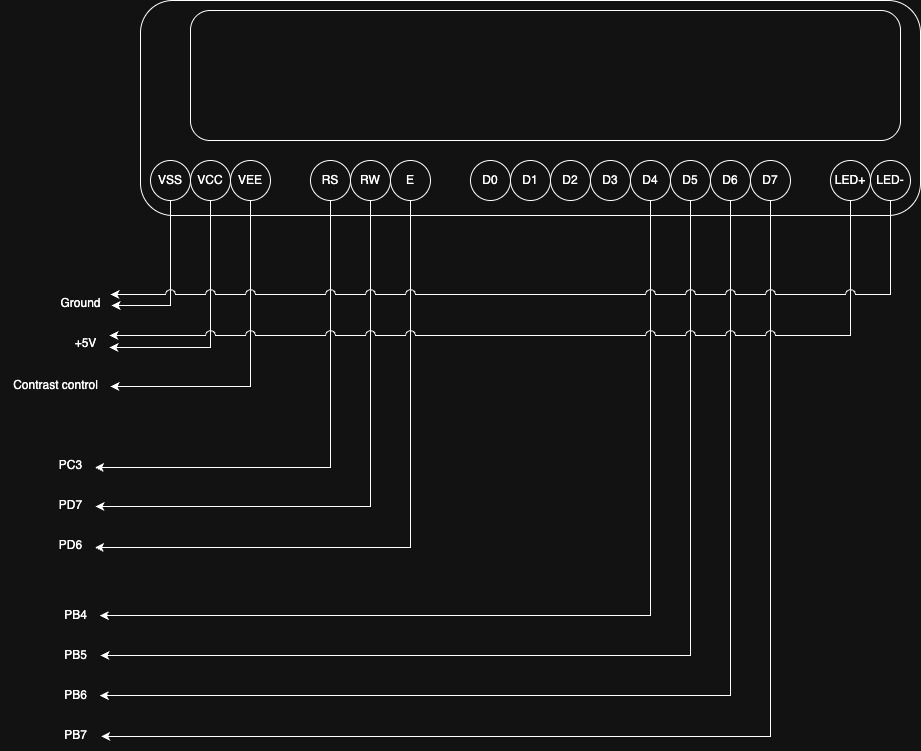 VSS VCC VEE RS RW E D0 D1 D2 D3 D4 D5 D6 D7 LED+ LED-
Ground
+5V
Contrast control
PC3
PD7
PD6
PB4
PB5
PB6
PB7